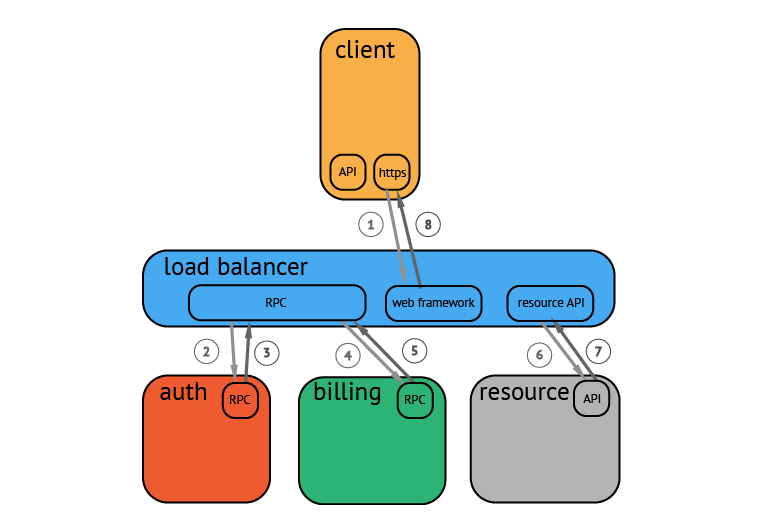 client
API
https
1
8
load balancer
RPC
web framework
resource API
2
3
4
5
6
7
auth
RPC
billing
RPC
resource
API